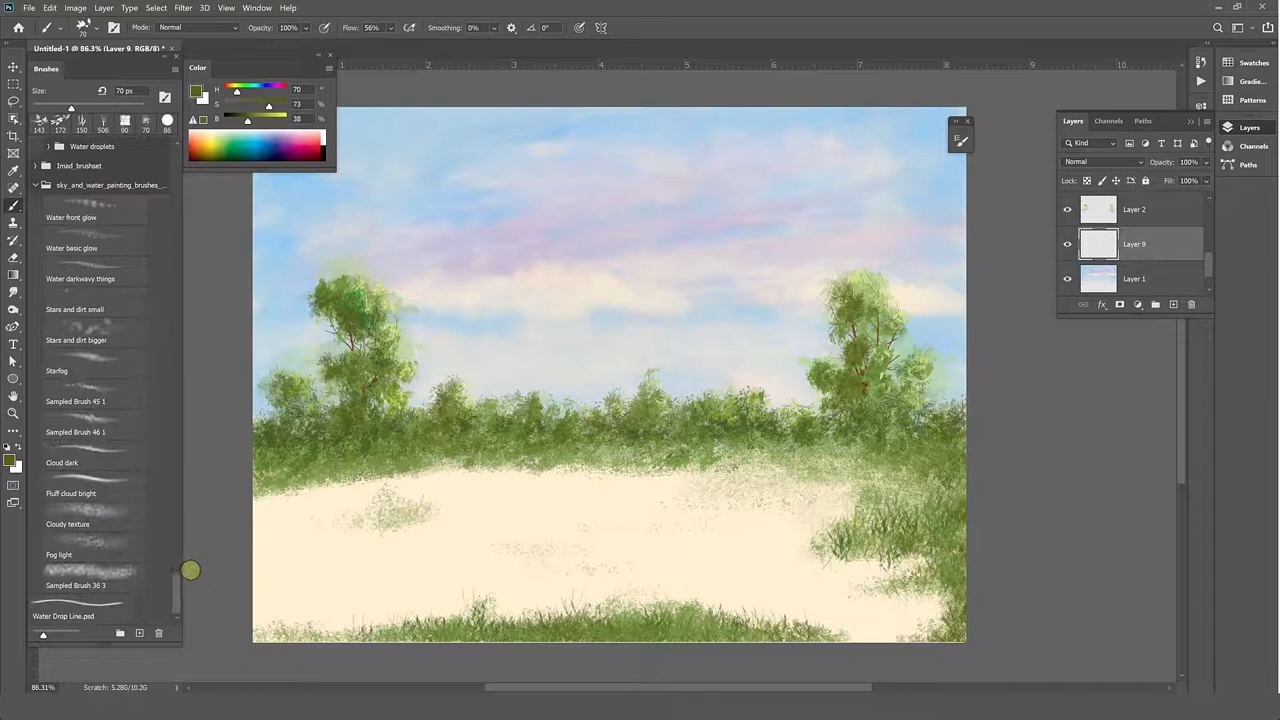 File Edit Image Layer Type Select Filter 3D View Window Help
70 Mode: Normal Opacity: 100% Flow: 56% Smoothing: 0% 0°
Untitled-1 @ 86.3% (Layer 9, RGB/8) *
Brushes
Size: 70 px
143 172 150 506 90 70 86
Water droplets
Imad_brushset
sky_and_water_painting_brushes_...
Water front glow
Water basic glow
Water darkwavy things
Stars and dirt small
Stars and dirt bigger
Starfog
Sampled Brush 45 1
Sampled Brush 46 1
Cloud dark
Fluff cloud bright
Cloudy texture
Fog light
Sampled Brush 36 3
Water Drop Line.psd
Color
H 70 °
S 73 %
B 38 %
1 2 3 4 5 6 7 8 9 10
Layers Channels Paths
Kind
Normal Opacity: 100%
Lock: Fill: 100%
Layer 2
Layer 9
Layer 1
Swatches
Gradie...
Patterns
Layers
Channels
Paths
86.31% Scratch: 5.28G/10.2G